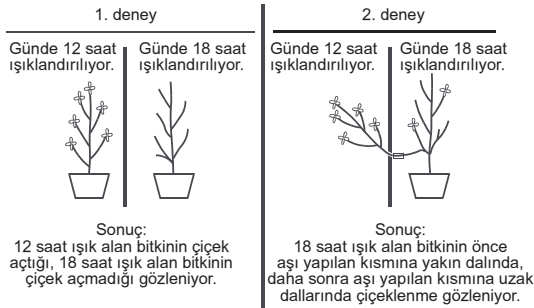 1. deney
Günde 12 saat
ışıklandırılıyor.
Günde 18 saat
ışıklandırılıyor.
Sonuç:
12 saat ışık alan bitkinin çiçek
açtığı, 18 saat ışık alan bitkinin
çiçek açmadığı gözleniyor.
2. deney
Günde 12 saat
ışıklandırılıyor.
Günde 18 saat
ışıklandırılıyor.
Sonuç:
18 saat ışık alan bitkinin önce
aşı yapılan kısmına yakın dalında,
daha sonra aşı yapılan kısmına uzak
dallarında çiçeklenme gözleniyor.